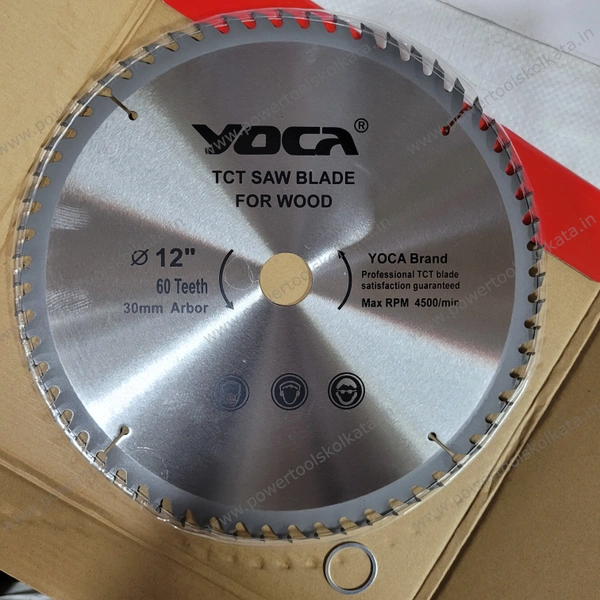 YOCA®
TCT SAW BLADE
FOR WOOD
Ø 12"
60 Teeth
30mm Arbor
YOCA Brand
Professional TCT blade
satisfaction guaranteed
Max RPM 4500/min
www.powertoolskolkata.in